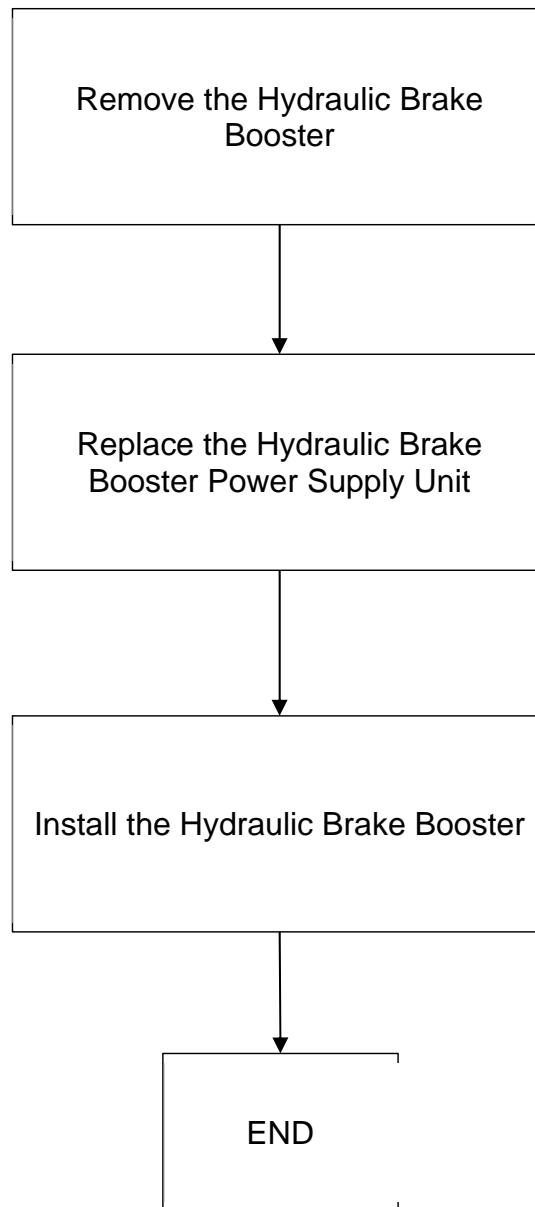 Remove the Hydraulic Brake
Booster
Replace the Hydraulic Brake
Booster Power Supply Unit
Install the Hydraulic Brake Booster
END